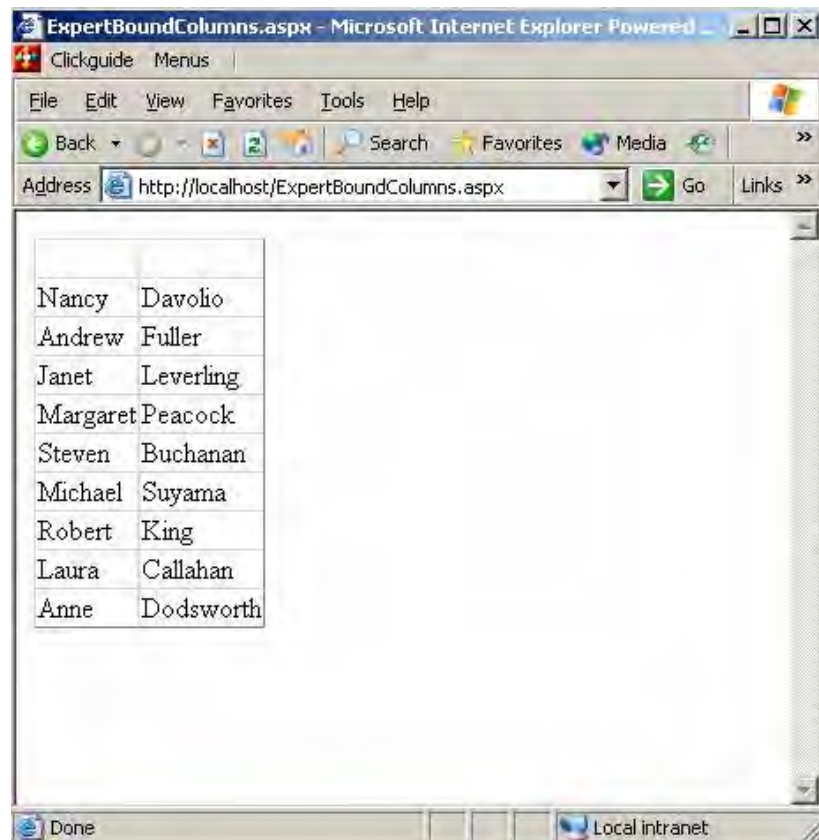 ExpertBoundColumns.aspx - Microsoft Internet Explorer Powered ...
Clickguide Menus
File Edit View Favorites Tools Help
Back Search Favorites Media »
Address http://localhost/ExpertBoundColumns.aspx Go Links »
Nancy Davolio
Andrew Fuller
Janet Leverling
Margaret Peacock
Steven Buchanan
Michael Suyama
Robert King
Laura Callahan
Anne Dodsworth
Done Local intranet